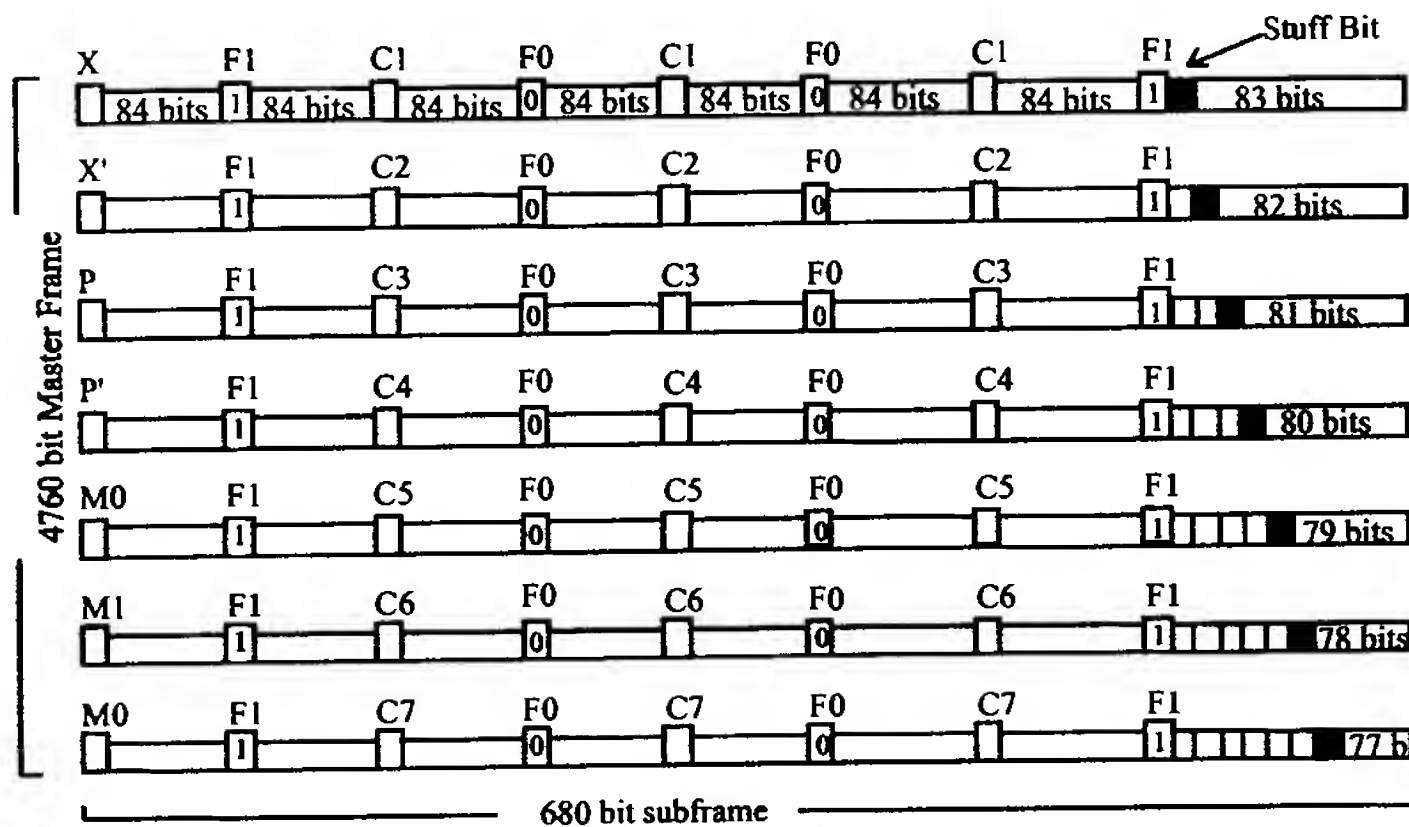 Stuff Bit
X F1 C1 F0 C1 F0 C1 F1
84 bits 1 84 bits 84 bits 0 84 bits 84 bits 0 84 bits 84 bits 1 83 bits
X' F1 C2 F0 C2 F0 C2 F1
1 0 0 1 82 bits
P F1 C3 F0 C3 F0 C3 F1
1 0 0 1 81 bits
P' F1 C4 F0 C4 F0 C4 F1
1 0 0 1 80 bits
M0 F1 C5 F0 C5 F0 C5 F1
1 0 0 1 79 bits
M1 F1 C6 F0 C6 F0 C6 F1
1 0 0 1 78 bits
M0 F1 C7 F0 C7 F0 C7 F1
1 0 0 1 77 b
4760 bit Master Frame
680 bit subframe